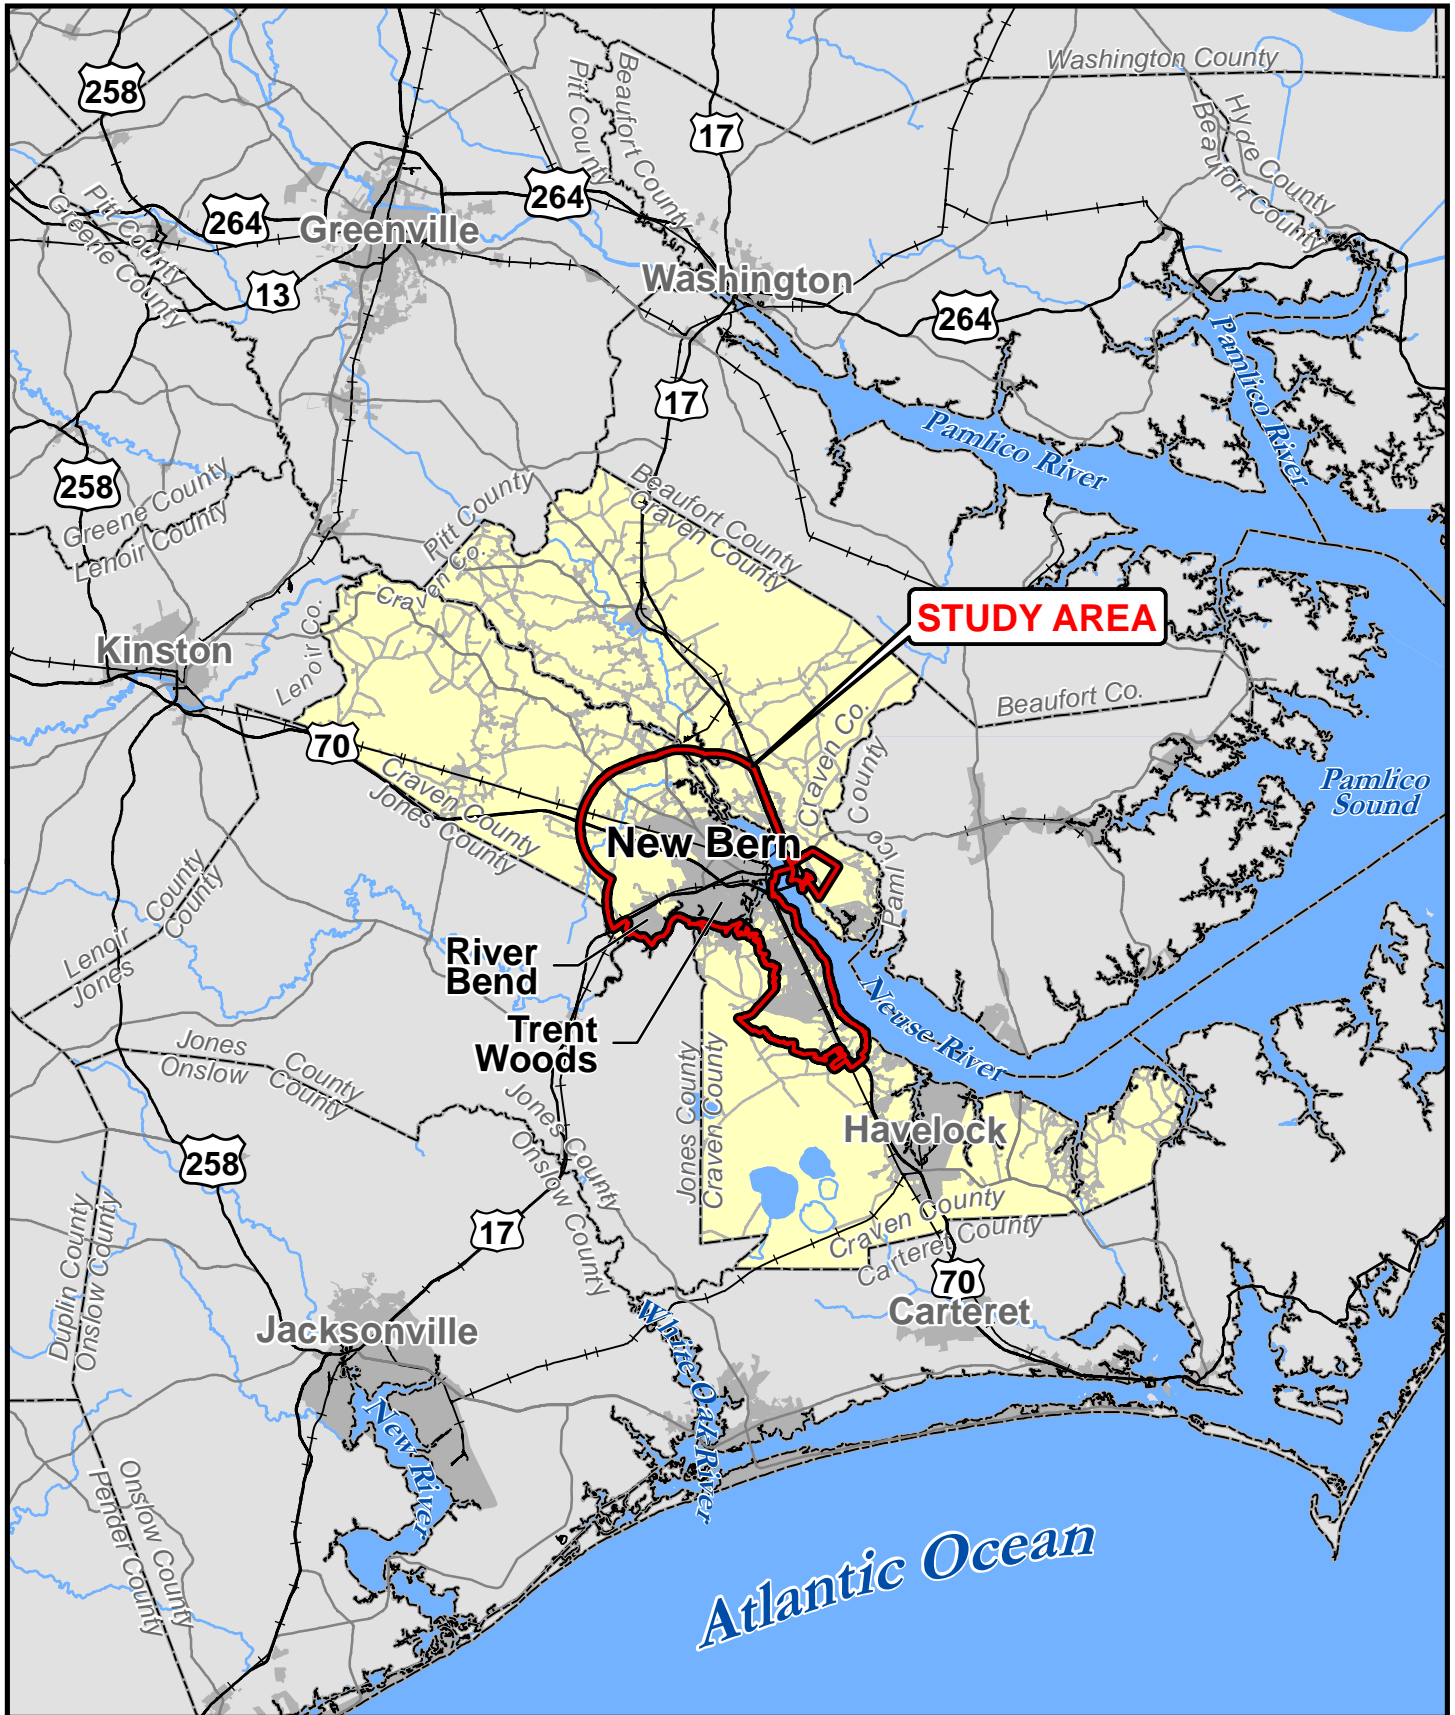 Washington County
258
Pitt County
Beaufort County
17
Hyde County
Beaufort County
264
264
Pitt County
Greene County
Greenville
Washington
13
264
17
Pamlico River
Pamlico River
258
Greene County
Lenoir County
Pitt County
Craven Co.
Beaufort County
Craven County
STUDY AREA
Lenoir Co.
Kinston
Beaufort Co.
70
Craven Co.
Pamlico
County
Pamlico
Sound
Craven County
Jones County
New Bern
Lenoir
County
Jones
County
River
Bend
Trent
Woods
Neuse River
Jones
County
Onslow
County
Jones County
Onslow County
Jones County
Craven County
Havelock
258
17
Duplin County
Onslow County
Craven County
Carteret County
70
Carteret
Jacksonville
White Oak River
New River
Onslow County
Pender County
Atlantic Ocean